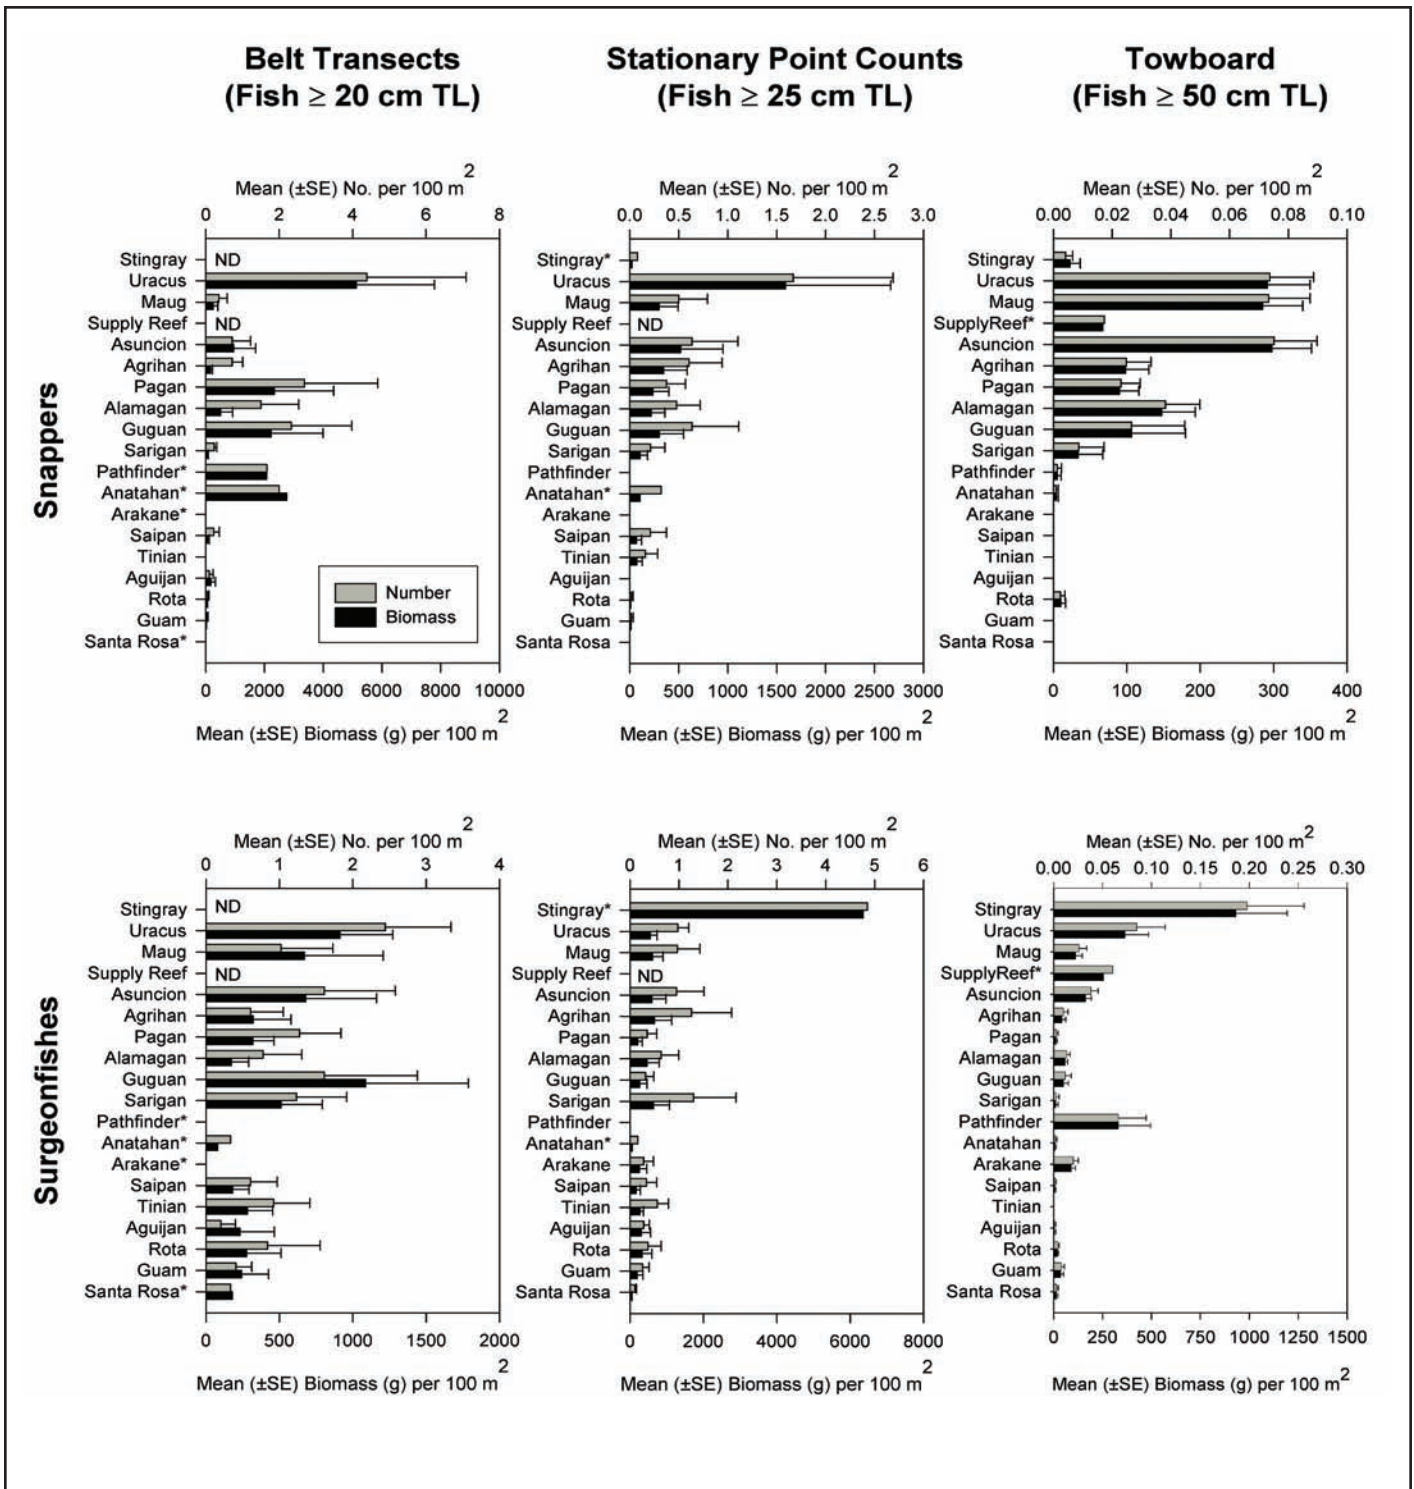 Belt Transects
(Fish ≥ 20 cm TL)
Stationary Point Counts
(Fish ≥ 25 cm TL)
Towboard
(Fish ≥ 50 cm TL)
Snappers
Mean (±SE) No. per 100 m2
0 2 4 6 8
Stingray ND
Uracus
Maug
Supply Reef ND
Asuncion
Agrihan
Pagan
Alamagan
Guguan
Sarigan
Pathfinder*
Anatahan*
Arakane*
Saipan
Tinian
Aguijan
Rota
Guam
Santa Rosa*
Number
Biomass
0 2000 4000 6000 8000 10000
Mean (±SE) Biomass (g) per 100 m2
Mean (±SE) No. per 100 m2
0.0 0.5 1.0 1.5 2.0 2.5 3.0
Stingray*
Uracus
Maug
Supply Reef ND
Asuncion
Agrihan
Pagan
Alamagan
Guguan
Sarigan
Pathfinder
Anatahan*
Arakane
Saipan
Tinian
Aguijan
Rota
Guam
Santa Rosa
0 500 1000 1500 2000 2500 3000
Mean (±SE) Biomass (g) per 100 m2
Mean (±SE) No. per 100 m2
0.00 0.02 0.04 0.06 0.08 0.10
Stingray
Uracus
Maug
SupplyReef*
Asuncion
Agrihan
Pagan
Alamagan
Guguan
Sarigan
Pathfinder
Anatahan
Arakane
Saipan
Tinian
Aguijan
Rota
Guam
Santa Rosa
0 100 200 300 400
Mean (±SE) Biomass (g) per 100 m2
Surgeonfishes
Mean (±SE) No. per 100 m2
0 1 2 3 4
Stingray ND
Uracus
Maug
Supply Reef ND
Asuncion
Agrihan
Pagan
Alamagan
Guguan
Sarigan
Pathfinder*
Anatahan*
Arakane*
Saipan
Tinian
Aguijan
Rota
Guam
Santa Rosa*
0 500 1000 1500 2000
Mean (±SE) Biomass (g) per 100 m2
Mean (±SE) No. per 100 m2
0 1 2 3 4 5 6
Stingray*
Uracus
Maug
Supply Reef ND
Asuncion
Agrihan
Pagan
Alamagan
Guguan
Sarigan
Pathfinder
Anatahan*
Arakane
Saipan
Tinian
Aguijan
Rota
Guam
Santa Rosa
0 2000 4000 6000 8000
Mean (±SE) Biomass (g) per 100 m2
Mean (±SE) No. per 100 m2
0.00 0.05 0.10 0.15 0.20 0.25 0.30
Stingray
Uracus
Maug
SupplyReef*
Asuncion
Agrihan
Pagan
Alamagan
Guguan
Sarigan
Pathfinder
Anatahan
Arakane
Saipan
Tinian
Aguijan
Rota
Guam
Santa Rosa
0 250 500 750 1000 1250 1500
Mean (±SE) Biomass (g) per 100 m2